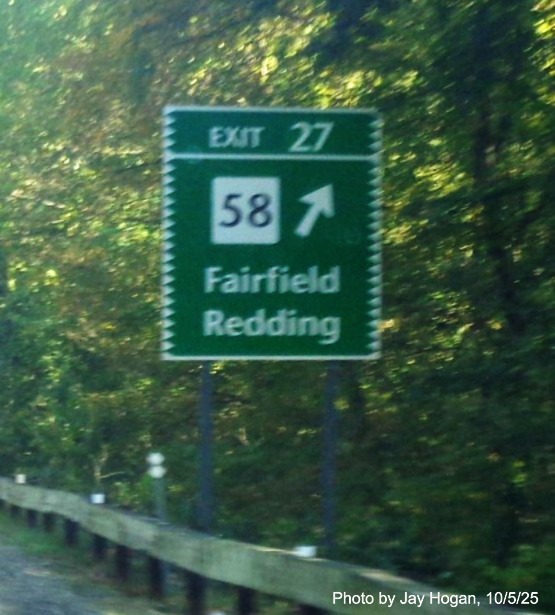 EXIT 27
58
Fairfield
Redding
Photo by Jay Hogan, 10/5/25